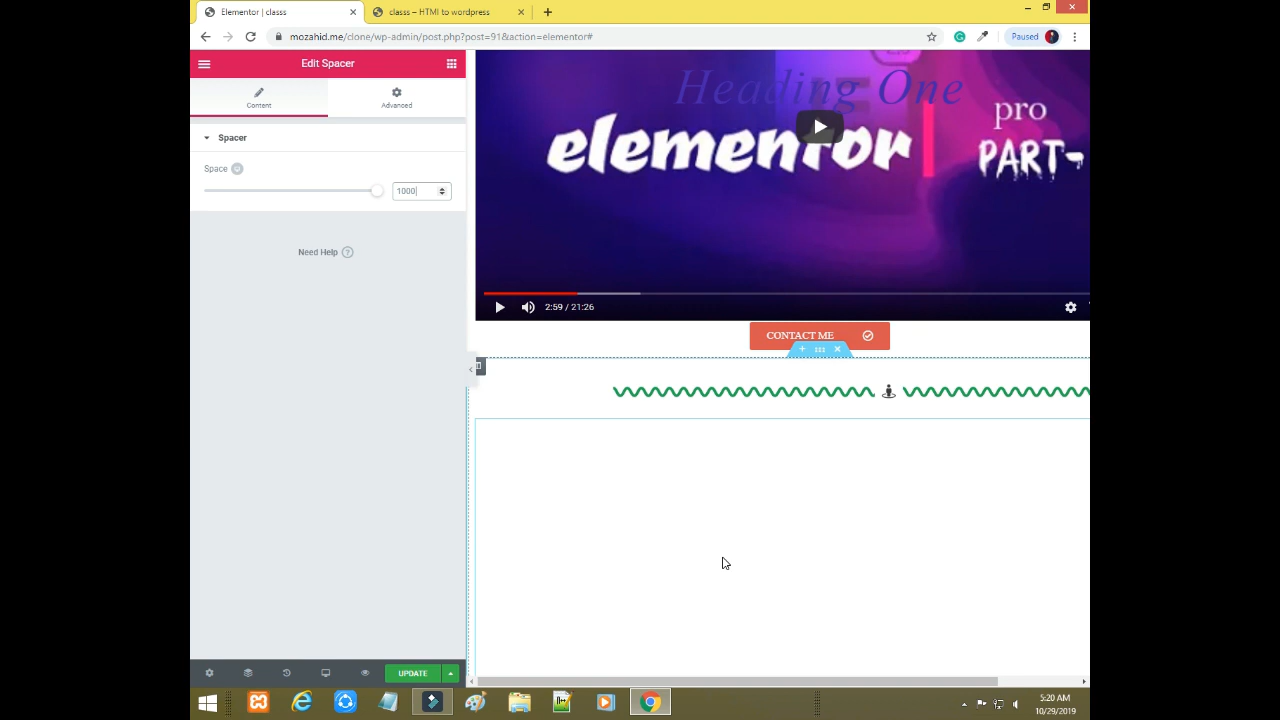 Elementor | classs
classs – HTMl to wordpress
mozahid.me/clone/wp-admin/post.php?post=91&action=elementor#
Paused
Edit Spacer
Content
Advanced
Spacer
Space
1000
Need Help ?
UPDATE
Heading One
elementor
pro
PART-
2:59 / 21:26
CONTACT ME
5:20 AM
10/29/2019